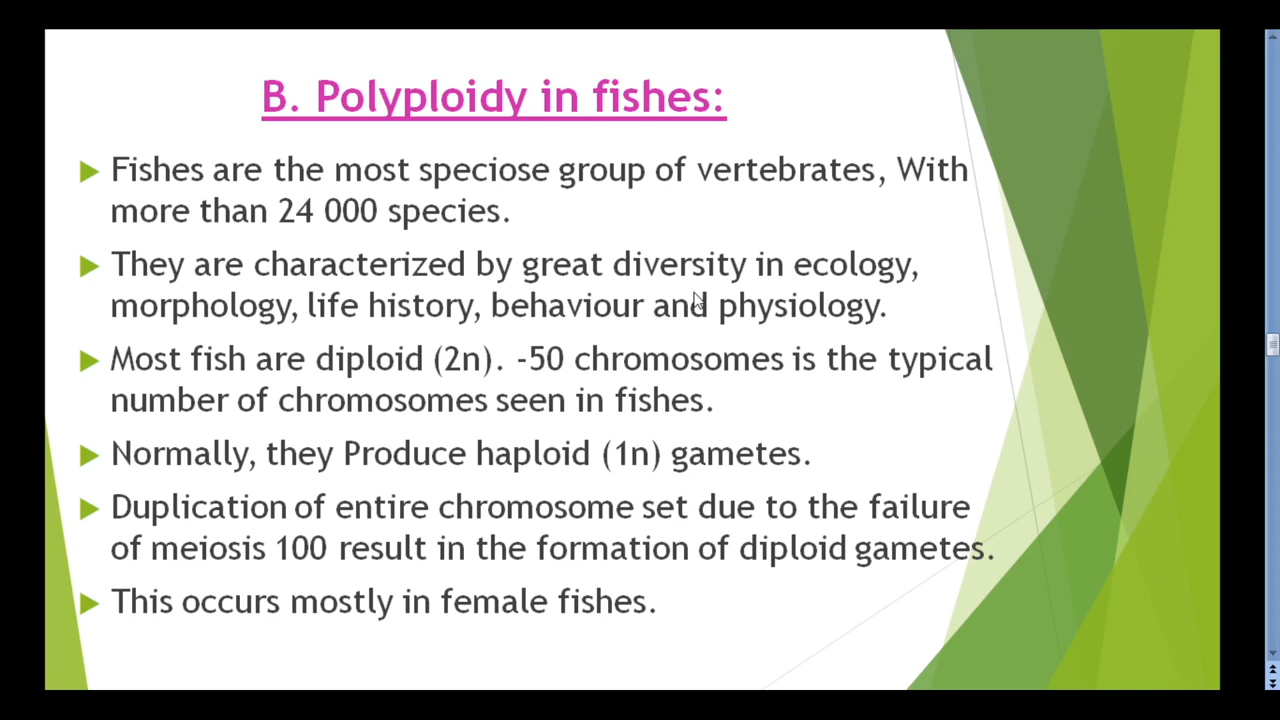 B. Polyploidy in fishes:
Fishes are the most speciose group of vertebrates, With
more than 24 000 species.
They are characterized by great diversity in ecology,
morphology, life history, behaviour and physiology.
Most fish are diploid (2n). -50 chromosomes is the typical
number of chromosomes seen in fishes.
Normally, they Produce haploid (1n) gametes.
Duplication of entire chromosome set due to the failure
of meiosis 100 result in the formation of diploid gametes.
This occurs mostly in female fishes.